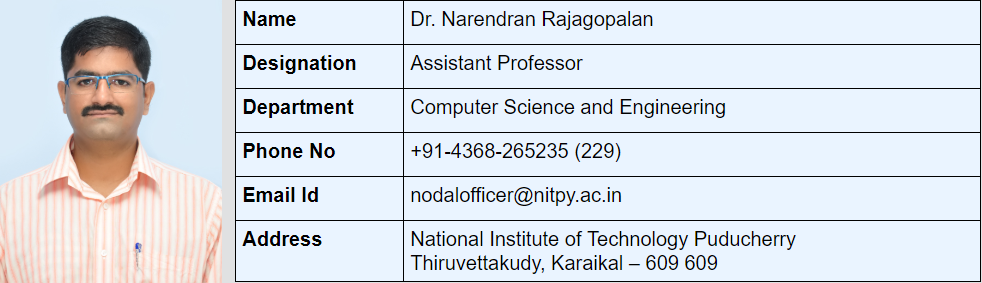 Name Dr. Narendran Rajagopalan
Designation Assistant Professor
Department Computer Science and Engineering
Phone No +91-4368-265235 (229)
Email Id nodalofficer@nitpy.ac.in
Address National Institute of Technology Puducherry
Thiruvettakudy, Karaikal – 609 609